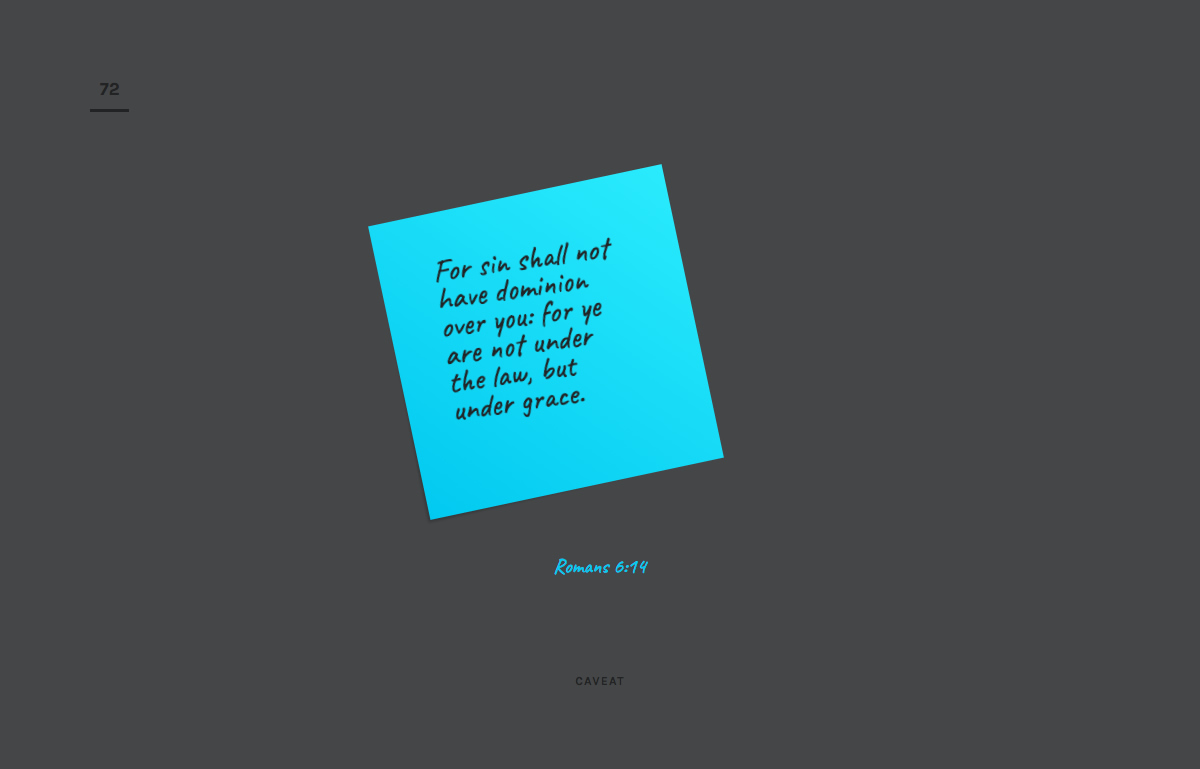 72
For sin shall not
have dominion
over you: for ye
are not under
the law, but
under grace.
Romans 6:14
CAVEAT